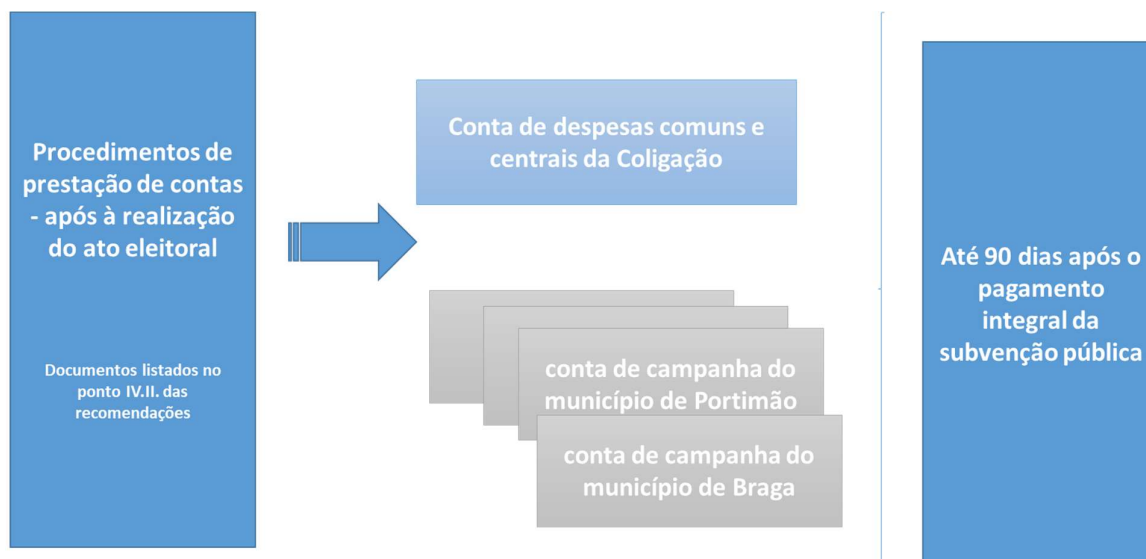 Procedimentos de
prestação de contas
- após à realização
do ato eleitoral
Documentos listados no
ponto IV.II. das
recomendações
Conta de despesas comuns e
centrais da Coligação
conta de campanha do
município de Portimão
conta de campanha do
município de Braga
Até 90 dias após o
pagamento
integral da
subvenção pública